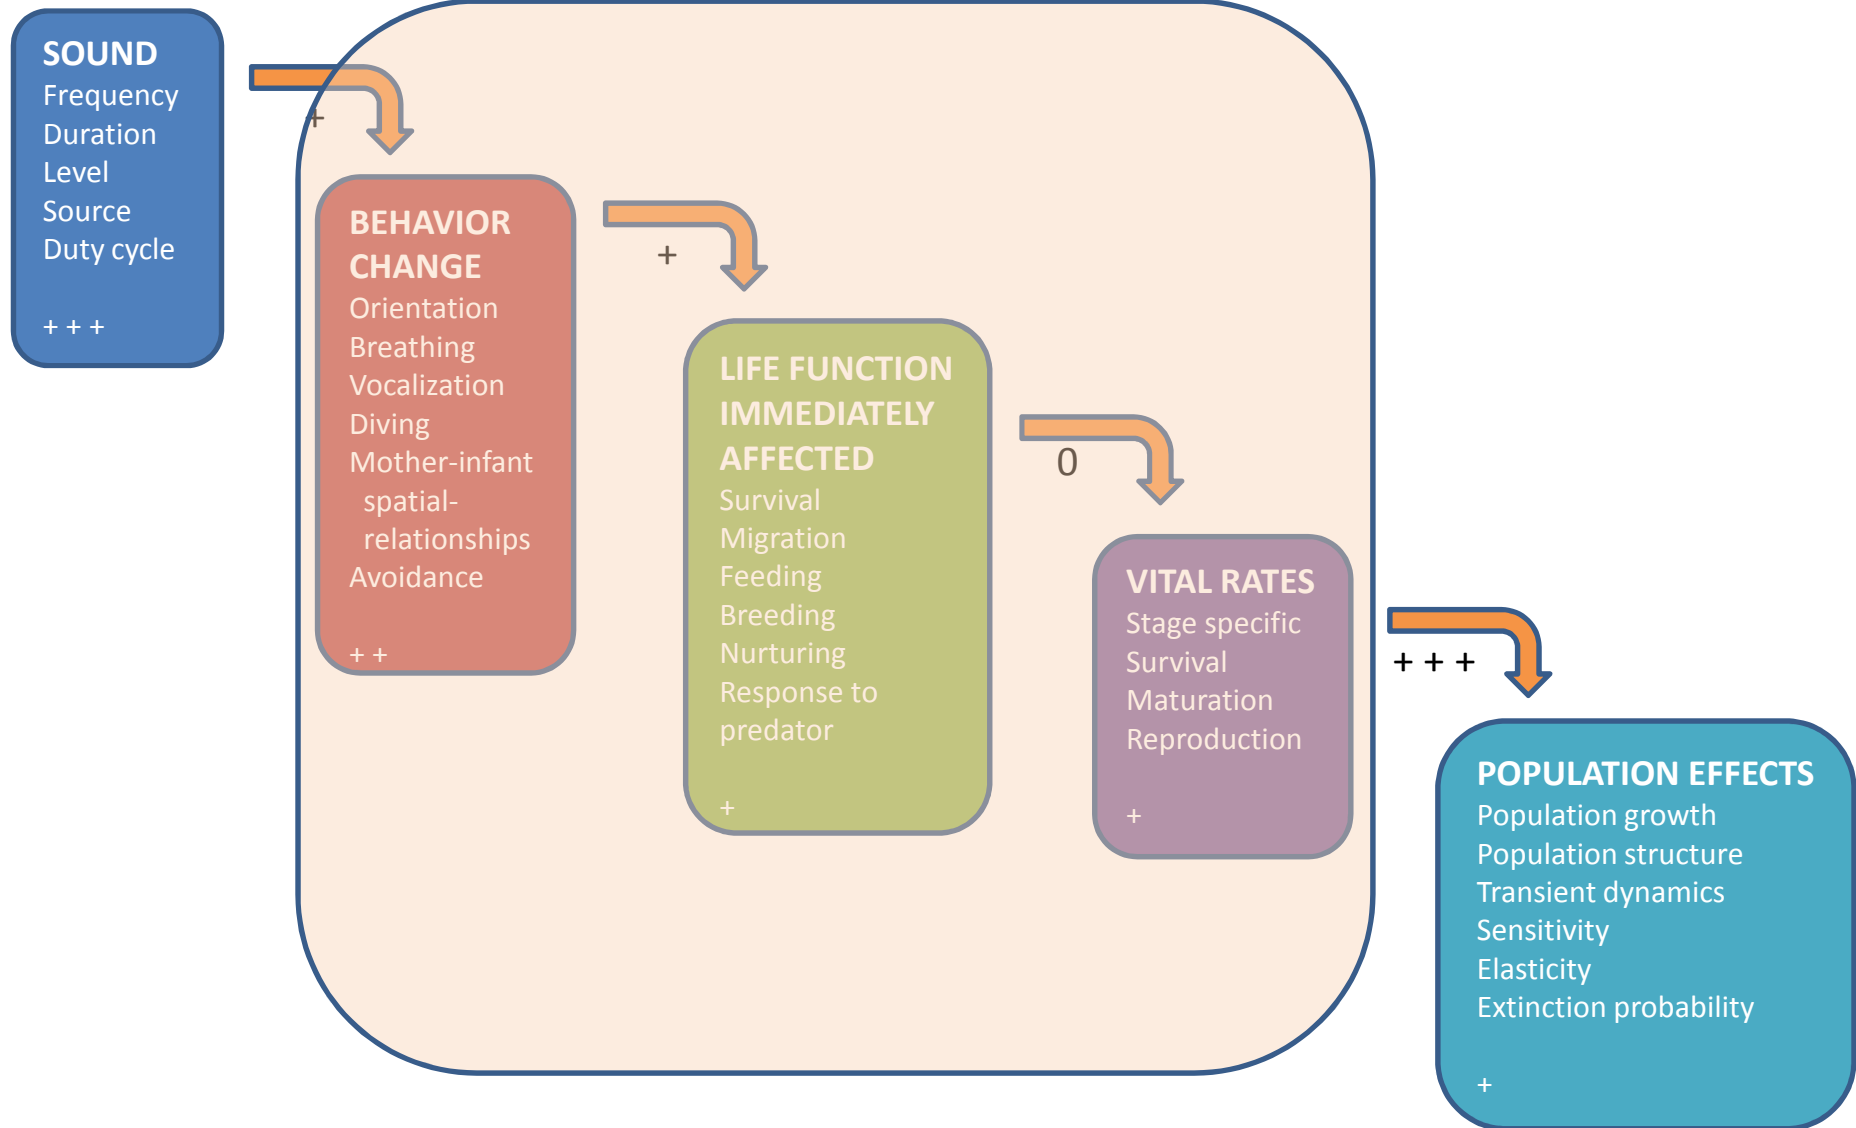 SOUND
Frequency
Duration
Level
Source
Duty cycle
+ + +
+
BEHAVIOR
CHANGE
Orientation
Breathing
Vocalization
Diving
Mother-infant
spatial-
relationships
Avoidance
+ +
+
LIFE FUNCTION
IMMEDIATELY
AFFECTED
Survival
Migration
Feeding
Breeding
Nurturing
Response to
predator
+
0
VITAL RATES
Stage specific
Survival
Maturation
Reproduction
+
+ + +
POPULATION EFFECTS
Population growth
Population structure
Transient dynamics
Sensitivity
Elasticity
Extinction probability
+